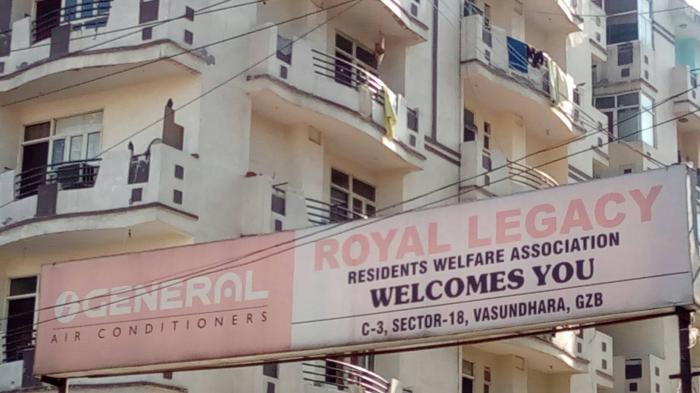 GENERAL
AIR CONDITIONERS
ROYAL LEGACY
RESIDENTS WELFARE ASSOCIATION
WELCOMES YOU
C-3, SECTOR-18, VASUNDHARA, GZB